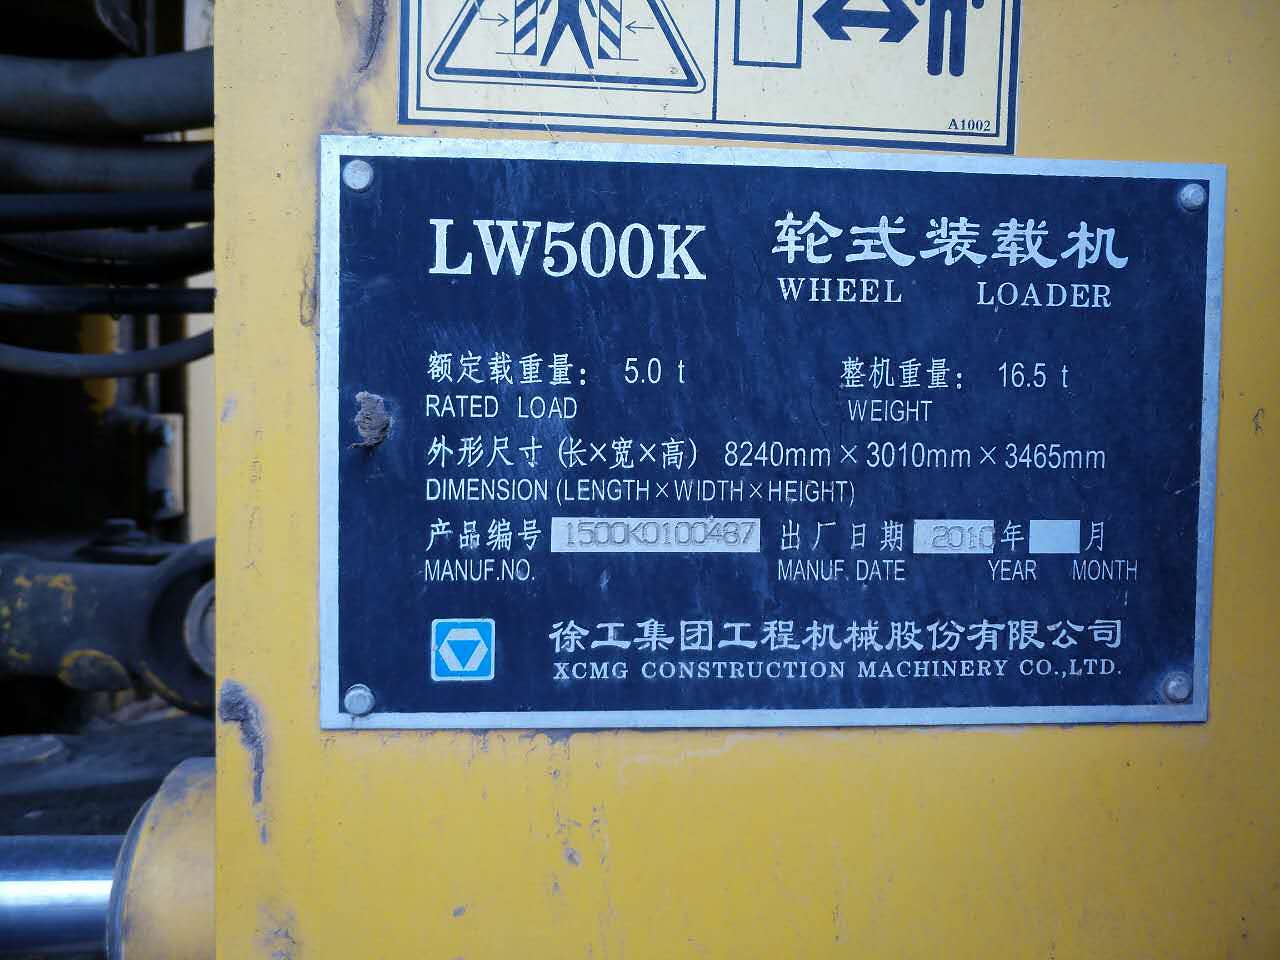 A1002
LW500K 轮式装载机
WHEEL LOADER
额定载重量: 5.0 t 整机重量: 16.5 t
RATED LOAD WEIGHT
外形尺寸 (长×宽×高) 8240mm×3010mm×3465mm
DIMENSION (LENGTH×WIDTH×HEIGHT)
产品编号 1500K0100487 出厂日期 2010 年 月
MANUF.NO. MANUF. DATE YEAR MONTH
徐工集团工程机械股份有限公司
XCMG CONSTRUCTION MACHINERY CO.,LTD.